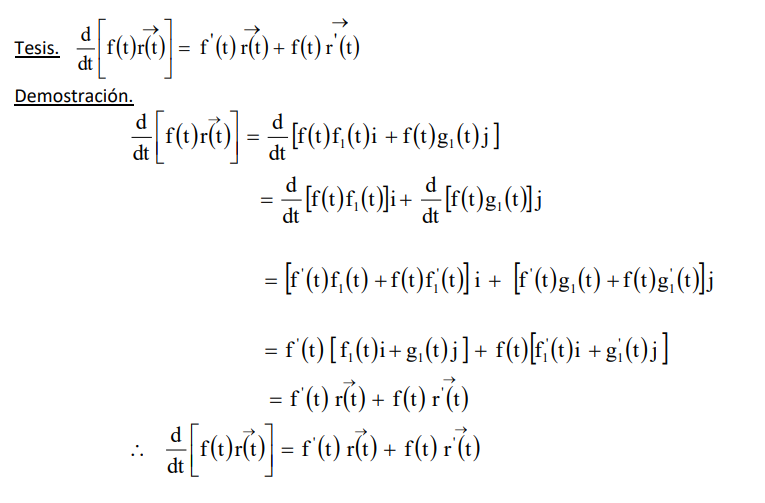 Tesis. d/dt [f(t)r⃗(t)] = f'(t) r⃗(t) + f(t) r⃗'(t)
Demostración.
d/dt [f(t)r⃗(t)] = d/dt [f(t)f₁(t)i + f(t)g₁(t)j]
= d/dt [f(t)f₁(t)]i + d/dt [f(t)g₁(t)]j
= [f'(t)f₁(t) + f(t)f₁'(t)] i + [f'(t)g₁(t) + f(t)g₁'(t)]j
= f'(t) [f₁(t)i + g₁(t)j] + f(t)[f₁'(t)i + g₁'(t)j]
= f'(t) r⃗(t) + f(t) r⃗'(t)
∴ d/dt [f(t)r⃗(t)] = f'(t) r⃗(t) + f(t) r⃗'(t)